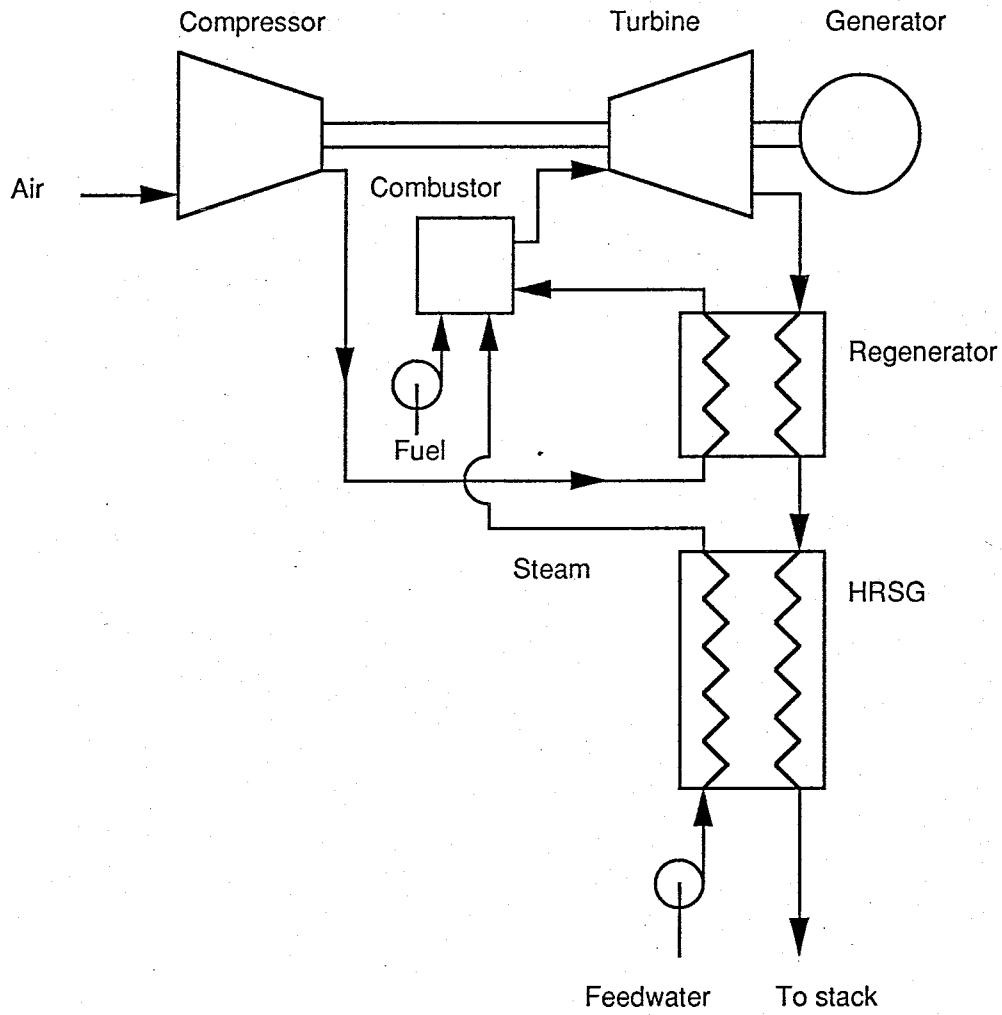 Compressor
Turbine
Generator
Air
Combustor
Regenerator
Fuel
Steam
HRSG
Feedwater
To stack